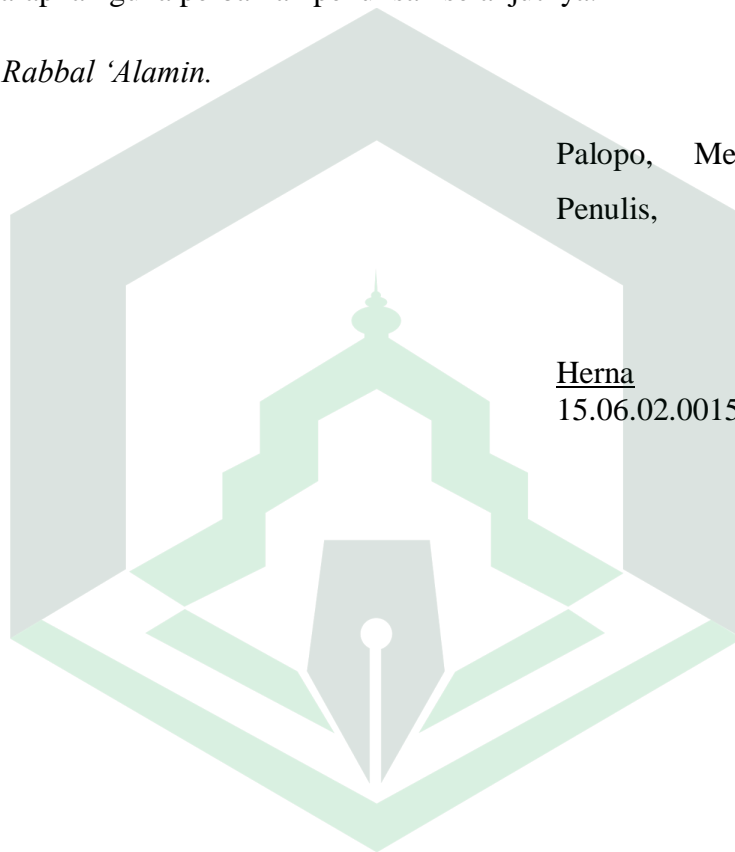 Rabbal ‘Alamin.
Palopo, Me
Penulis,
Herna
15.06.02.0015